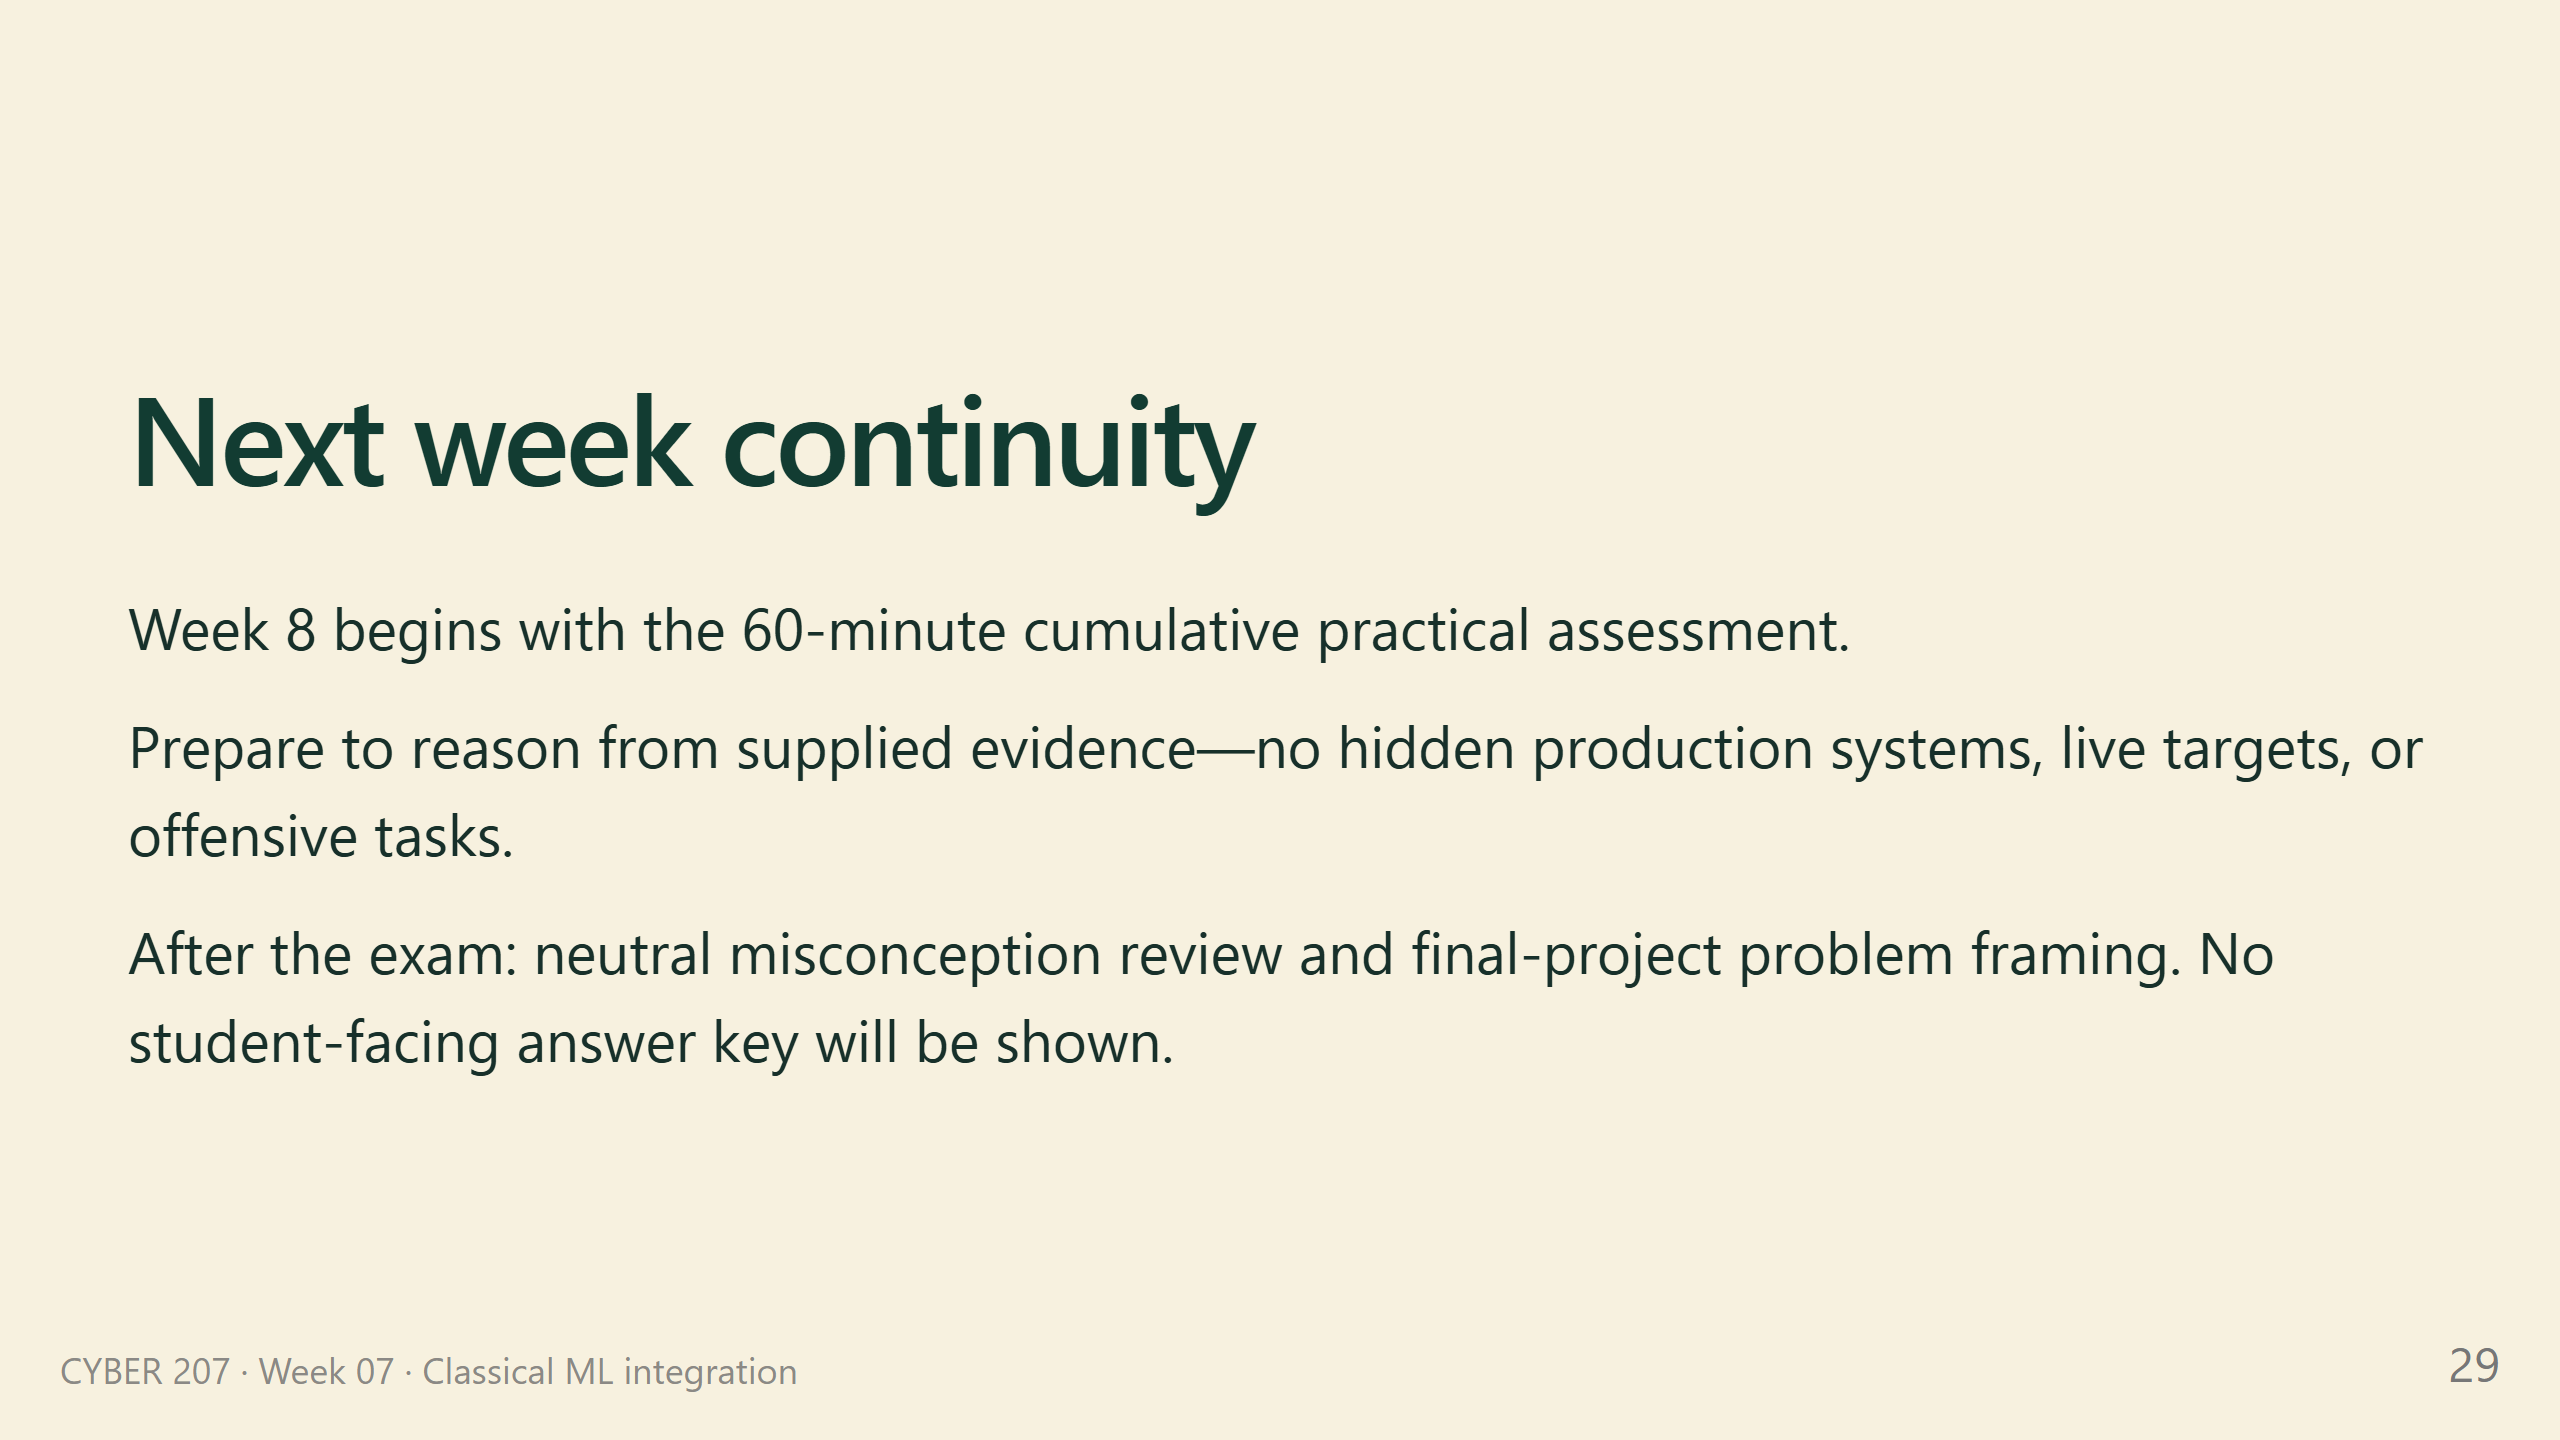 Next week continuity
Week 8 begins with the 60-minute cumulative practical assessment.
Prepare to reason from supplied evidence—no hidden production systems, live targets, or
offensive tasks.
After the exam: neutral misconception review and final-project problem framing. No
student-facing answer key will be shown.
CYBER 207 · Week 07 · Classical ML integration
29